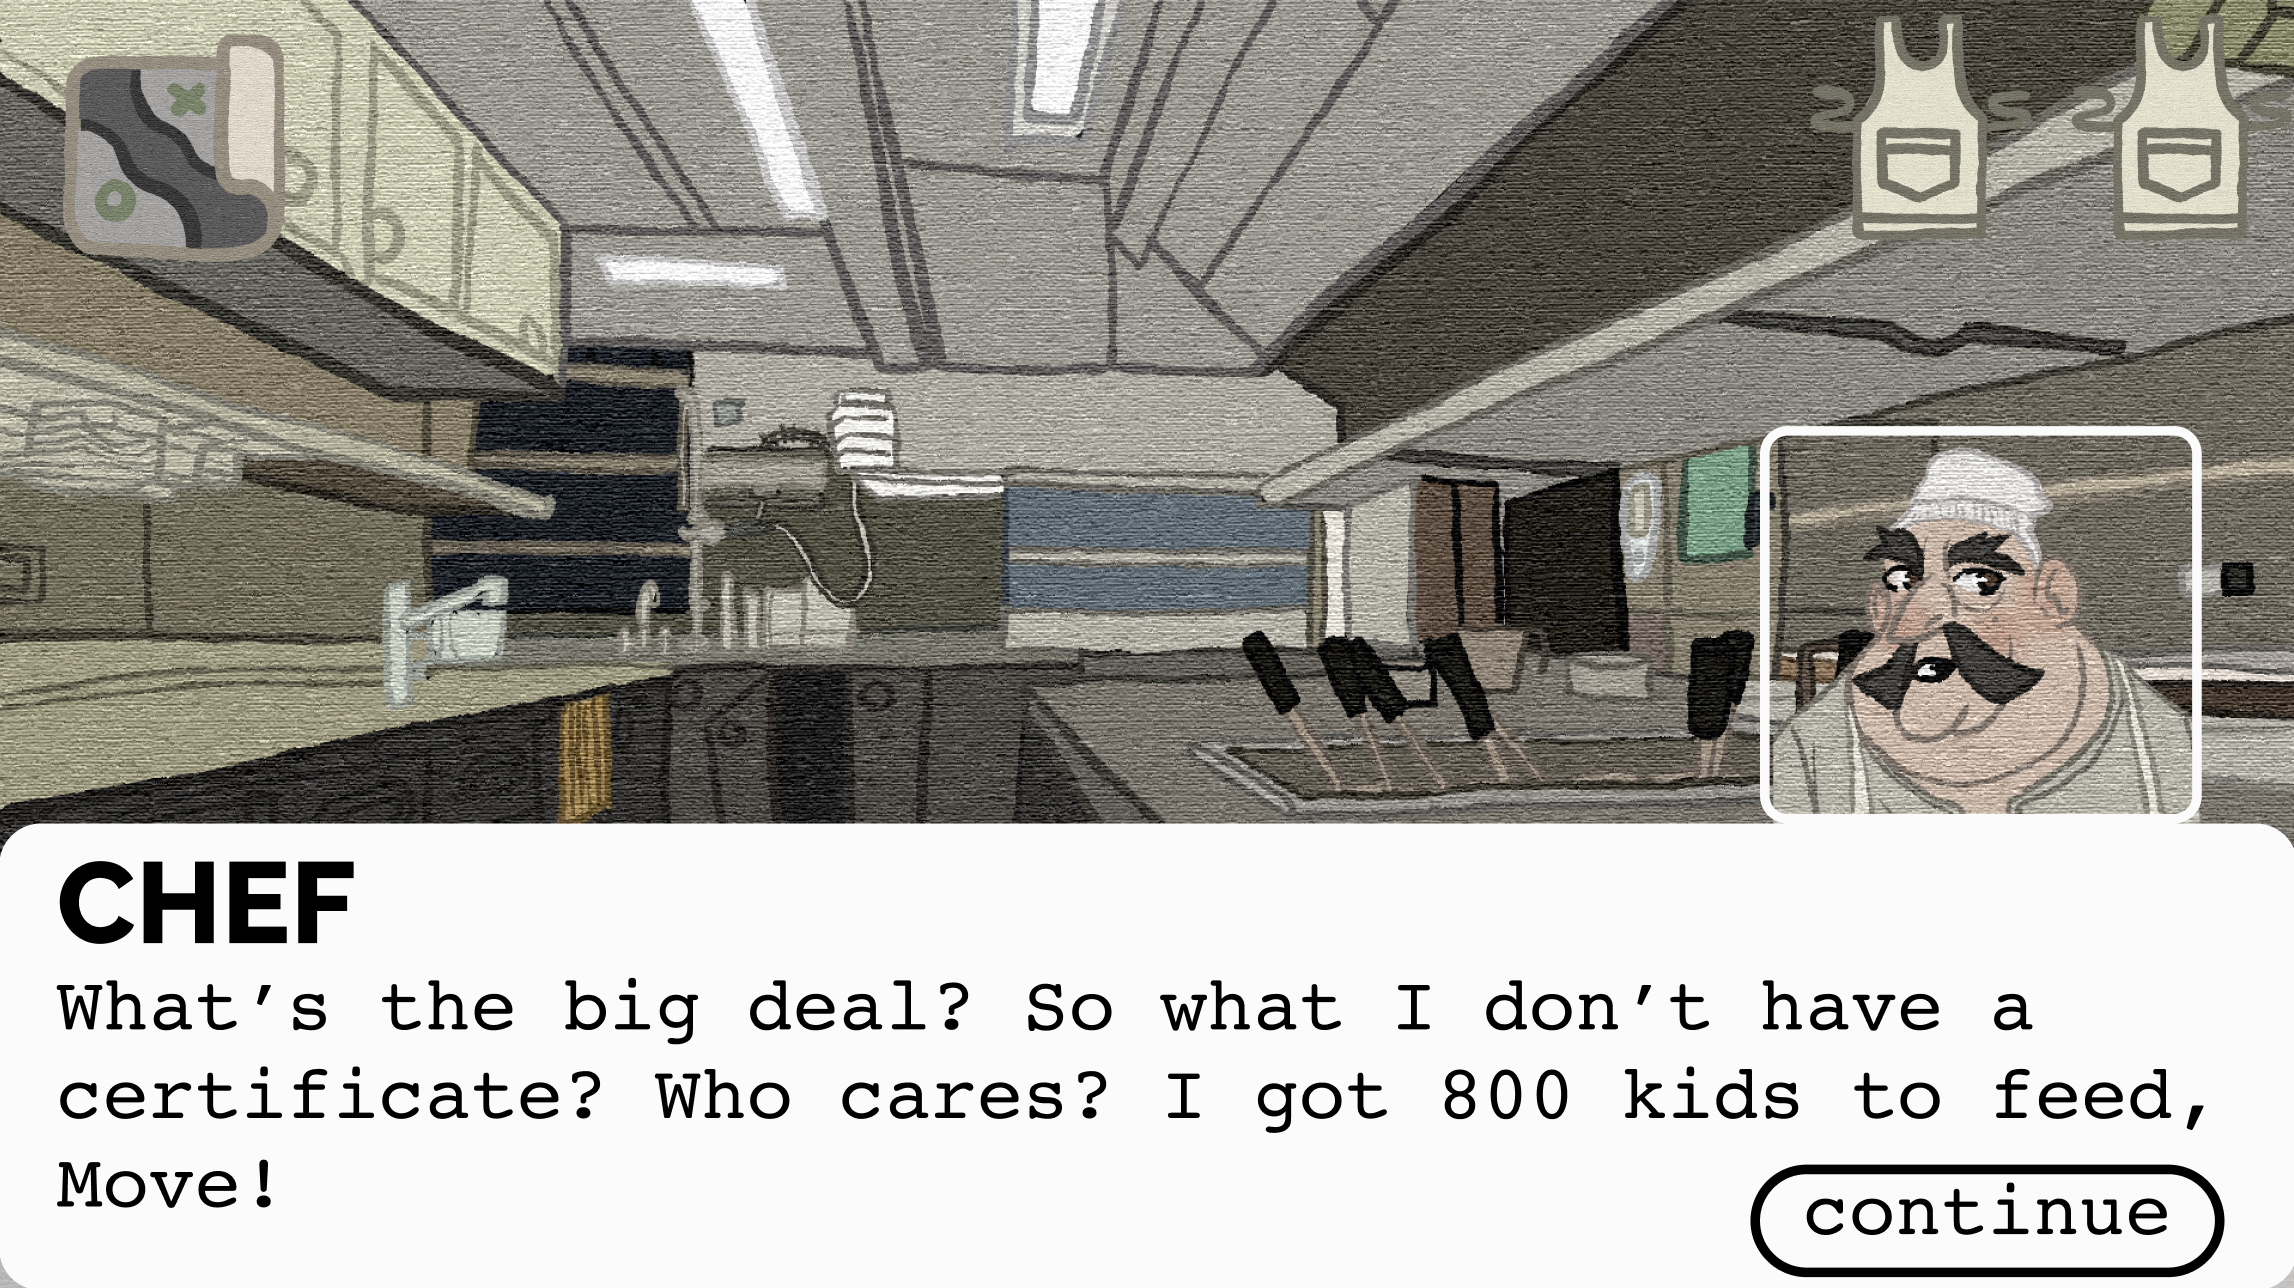 CHEF
What’s the big deal? So what I don’t have a
certificate? Who cares? I got 800 kids to feed,
Move!
continue